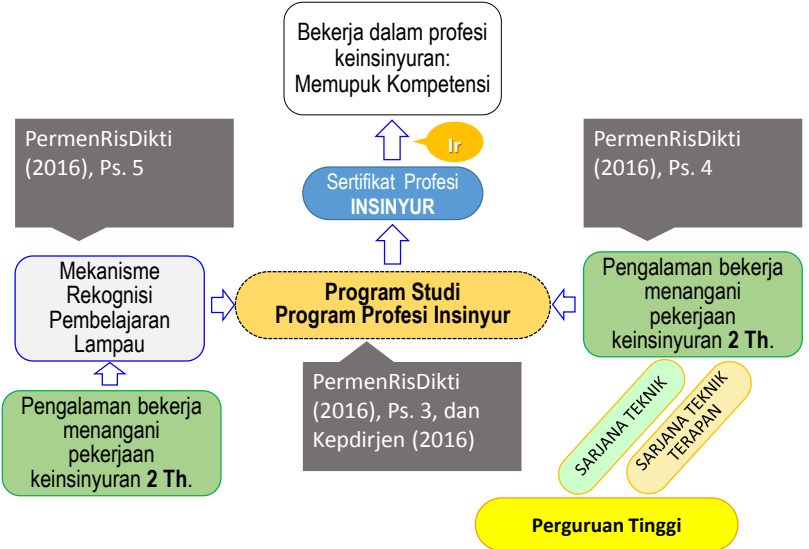 Bekerja dalam profesi
keinsinyuran:
Memupuk Kompetensi
PermenRisDikti
(2016), Ps. 5
Ir
PermenRisDikti
(2016), Ps. 4
Sertifikat Profesi
INSINYUR
Mekanisme
Rekognisi
Pembelajaran
Lampau
Program Studi
Program Profesi Insinyur
Pengalaman bekerja
menangani
pekerjaan
keinsinyuran 2 Th.
PermenRisDikti
(2016), Ps. 3, dan
Kepdirjen (2016)
Pengalaman bekerja
menangani
pekerjaan
keinsinyuran 2 Th.
SARJANA TEKNIK
SARJANA TEKNIK
TERAPAN
Perguruan Tinggi